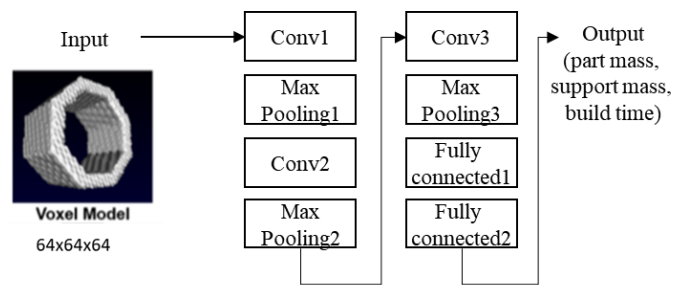 Input
Voxel Model
64x64x64
Conv1
Max
Pooling1
Conv2
Max
Pooling2
Conv3
Max
Pooling3
Fully
connected1
Fully
connected2
Output
(part mass,
support mass,
build time)